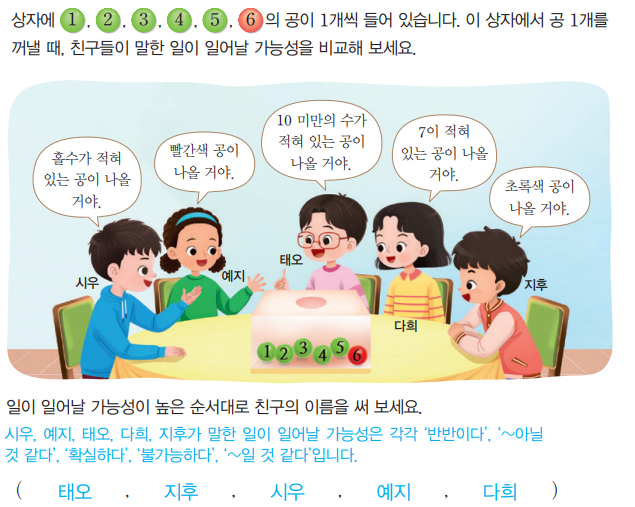 상자에 1, 2, 3, 4, 5, 6의 공이 1개씩 들어 있습니다. 이 상자에서 공 1개를
꺼낼 때, 친구들이 말한 일이 일어날 가능성을 비교해 보세요.
홀수가 적혀
있는 공이 나올
거야.
빨간색 공이
나올 거야.
10 미만의 수가
적혀 있는 공이
나올 거야.
7이 적혀
있는 공이 나올
거야.
초록색 공이
나올 거야.
시우
예지
태오
다희
지후
1 2 3 4 5 6
일이 일어날 가능성이 높은 순서대로 친구의 이름을 써 보세요.
시우, 예지, 태오, 다희, 지후가 말한 일이 일어날 가능성은 각각 ‘반반이다’, ‘~아닐
것 같다’, ‘확실하다’, ‘불가능하다’, ‘~일 것 같다’입니다.
( 태오 , 지후 , 시우 , 예지 , 다희 )